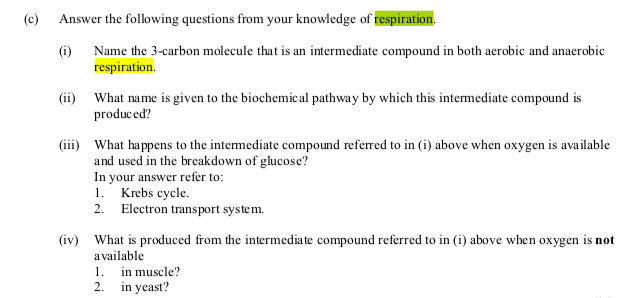 (c) Answer the following questions from your knowledge of respiration.
(i) Name the 3-carbon molecule that is an intermediate compound in both aerobic and anaerobic
respiration.
(ii) What name is given to the biochemical pathway by which this intermediate compound is
produced?
(iii) What happens to the intermediate compound referred to in (i) above when oxygen is available
and used in the breakdown of glucose?
In your answer refer to:
1. Krebs cycle.
2. Electron transport system.
(iv) What is produced from the intermediate compound referred to in (i) above when oxygen is not
available
1. in muscle?
2. in yeast?